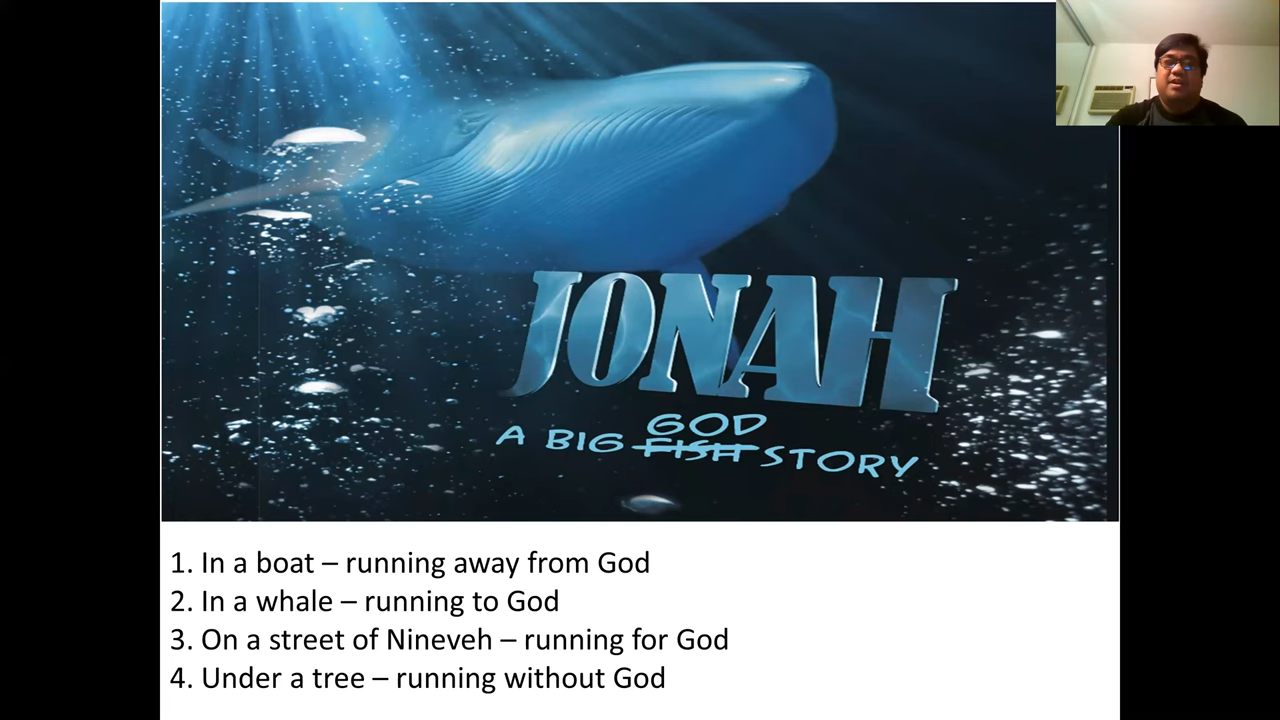 JONAH
GOD
A BIG FISH STORY
1. In a boat – running away from God
2. In a whale – running to God
3. On a street of Nineveh – running for God
4. Under a tree – running without God